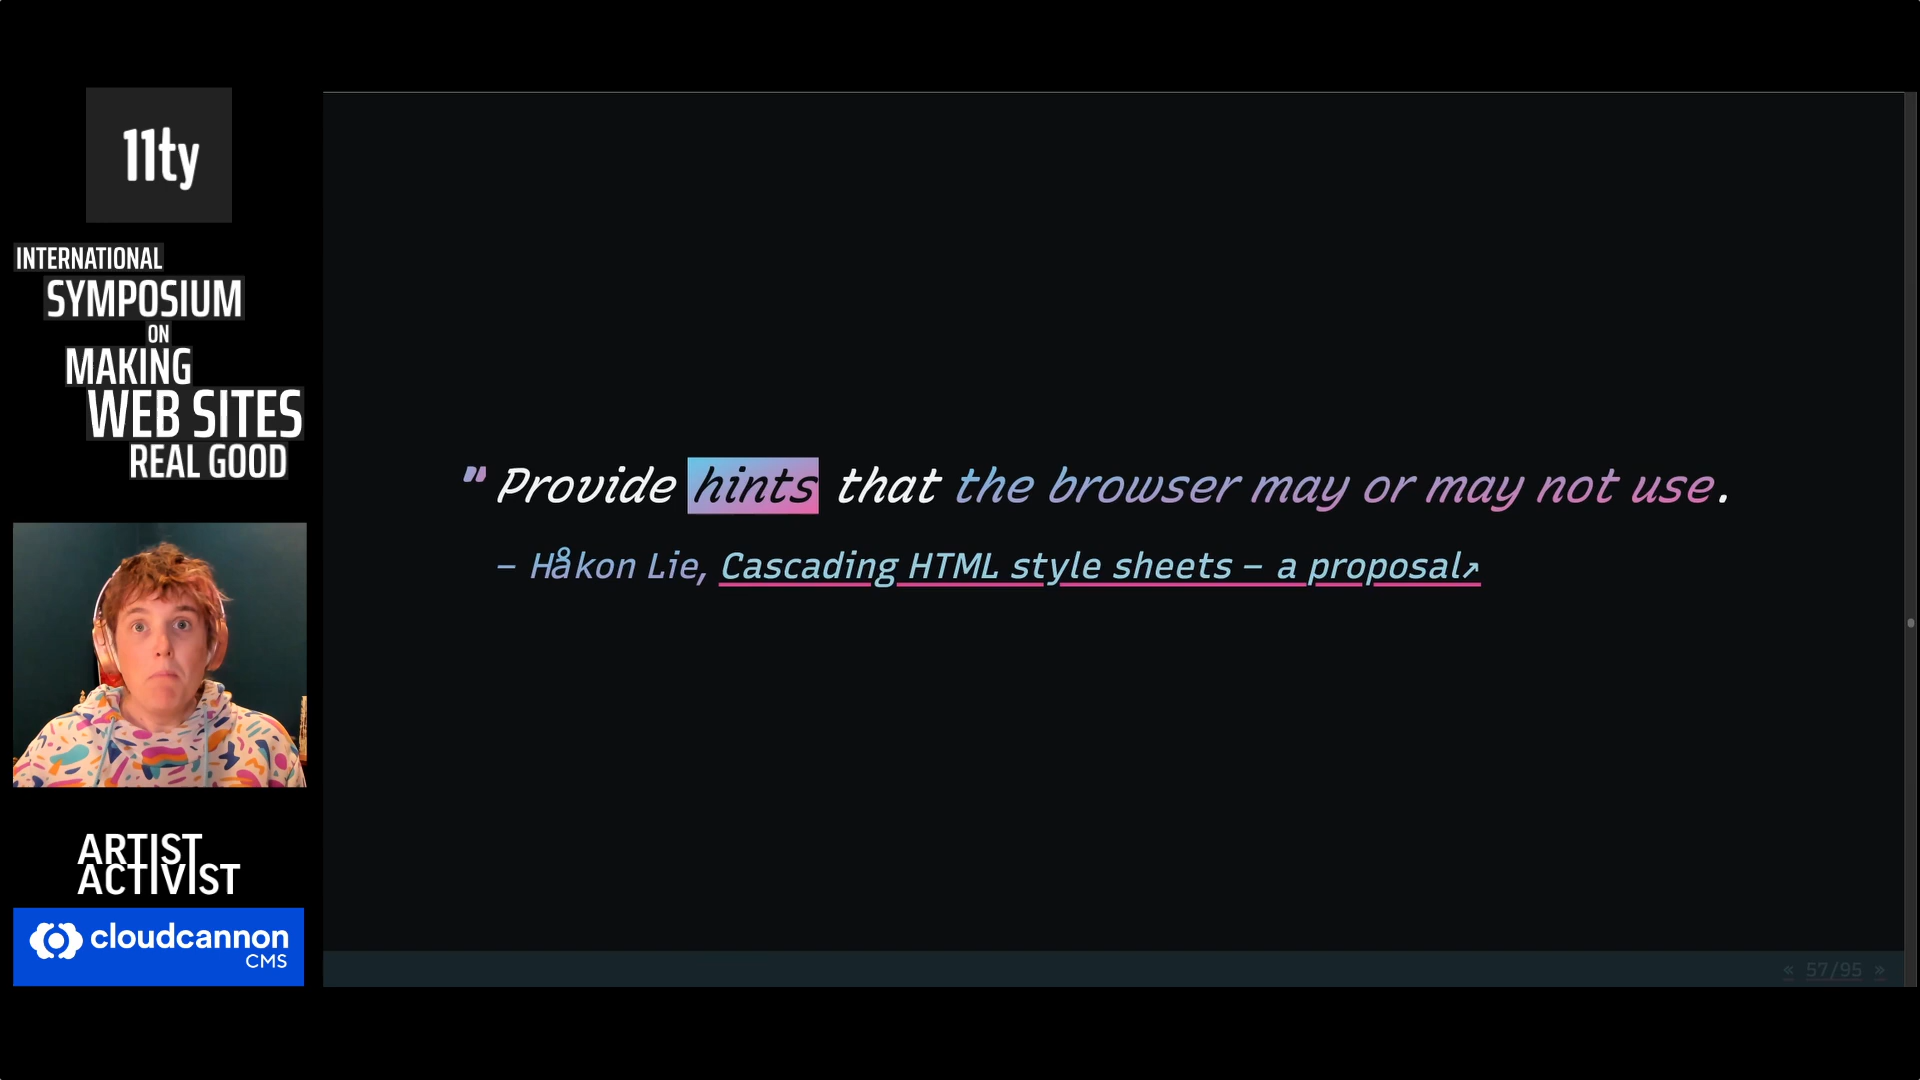 11ty
INTERNATIONAL
SYMPOSIUM
ON
MAKING
WEB SITES
REAL GOOD
ARTIST
ACTIVIST
cloudcannon
CMS
" Provide hints that the browser may or may not use.
– Håkon Lie, Cascading HTML style sheets – a proposal↗
« 57/95 »